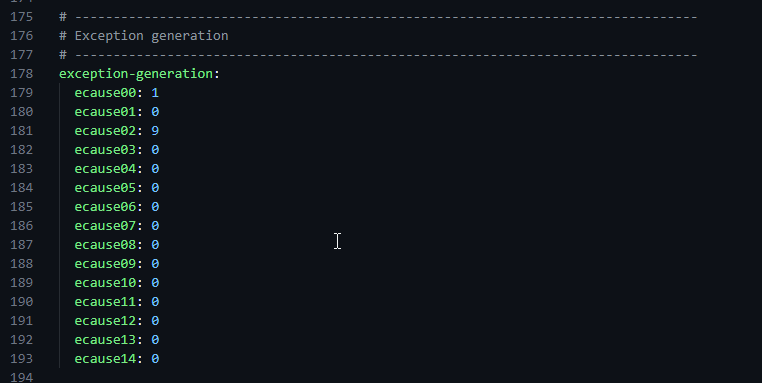 175 # ---------------------------------------------------------------------------------
176 # Exception generation
177 # ---------------------------------------------------------------------------------
178 exception-generation:
179 ecause00: 1
180 ecause01: 0
181 ecause02: 9
182 ecause03: 0
183 ecause04: 0
184 ecause05: 0
185 ecause06: 0
186 ecause07: 0
187 ecause08: 0
188 ecause09: 0
189 ecause10: 0
190 ecause11: 0
191 ecause12: 0
192 ecause13: 0
193 ecause14: 0
194